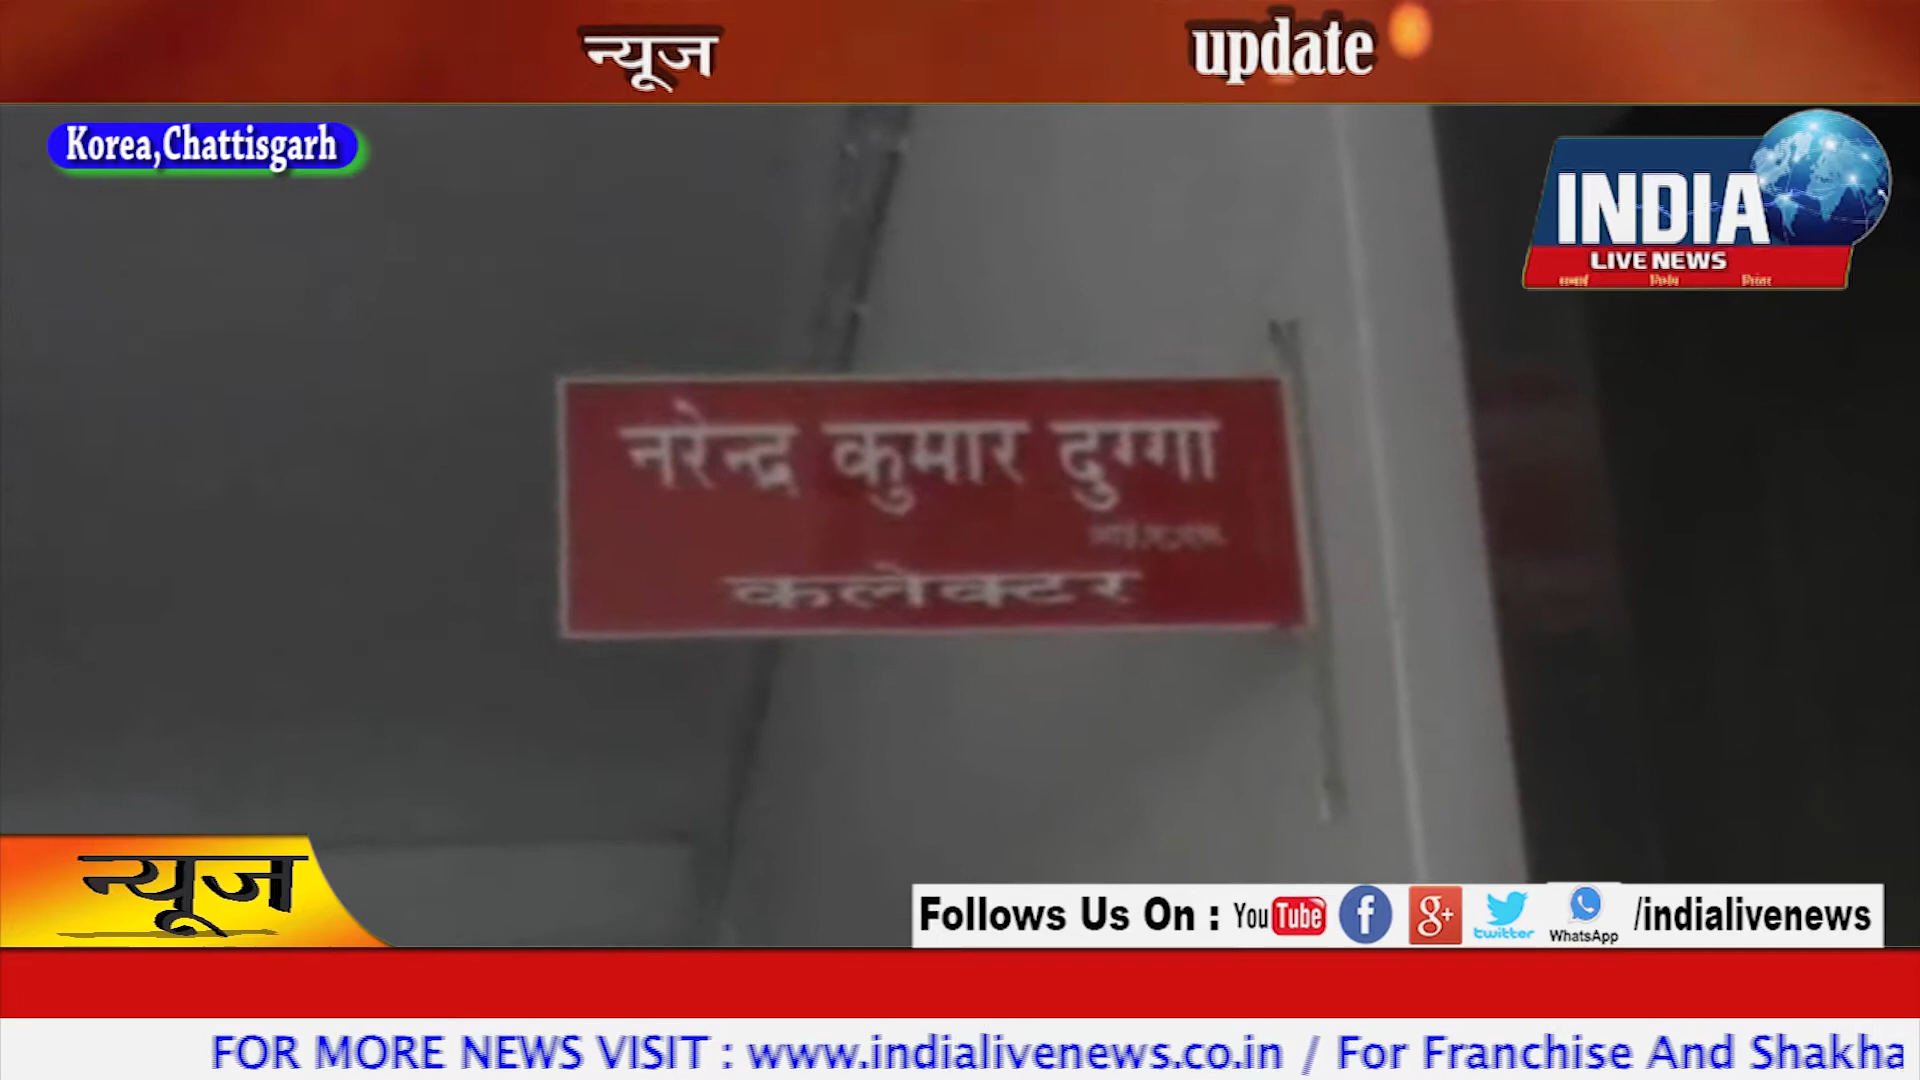 न्यूज update
Korea,Chattisgarh
INDIA
LIVE NEWS
नरेन्द्र कुमार दुग्गा
कलेक्टर
न्यूज
Follows Us On : YouTube f g+ twitter WhatsApp /indialivenews
FOR MORE NEWS VISIT : www.indialivenews.co.in / For Franchise And Shakha